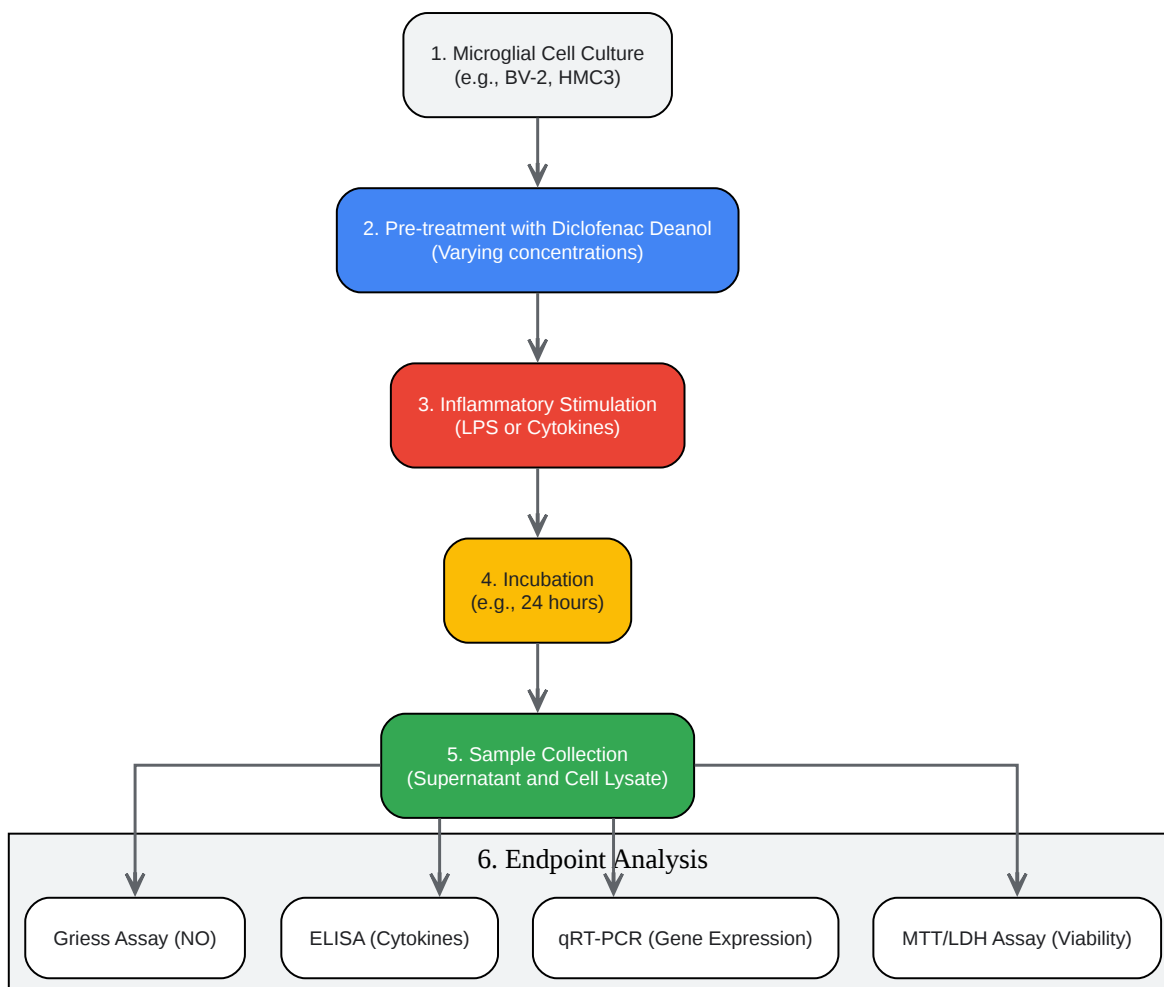 1. Microglial Cell Culture
(e.g., BV-2, HMC3)
2. Pre-treatment with Diclofenac Deanol
(Varying concentrations)
3. Inflammatory Stimulation
(LPS or Cytokines)
4. Incubation
(e.g., 24 hours)
5. Sample Collection
(Supernatant and Cell Lysate)
6. Endpoint Analysis
Griess Assay (NO)
ELISA (Cytokines)
qRT-PCR (Gene Expression)
MTT/LDH Assay (Viability)